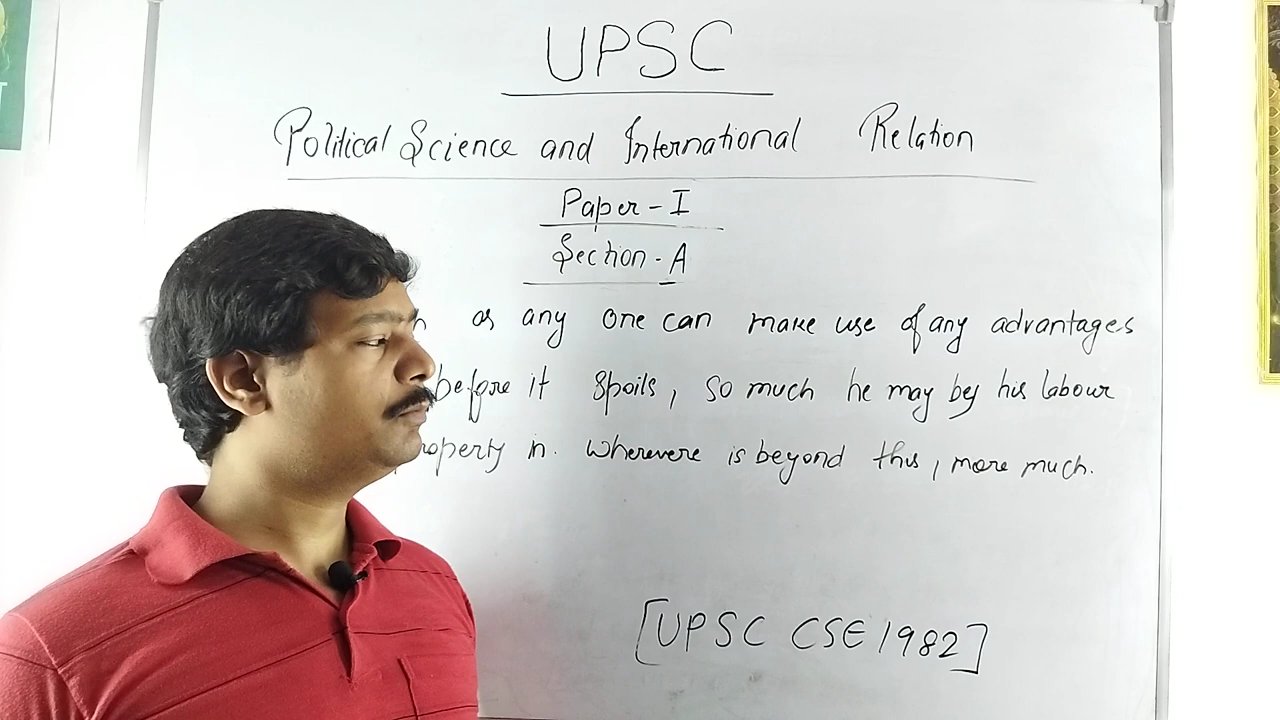 UPSC
Political Science and International Relation
Paper - I
Section - A
as any one can make use of any advantages
before it spoils, so much he may by his labour
in. Wherevere is beyond this, more much.
[UPSC CSE 1982]